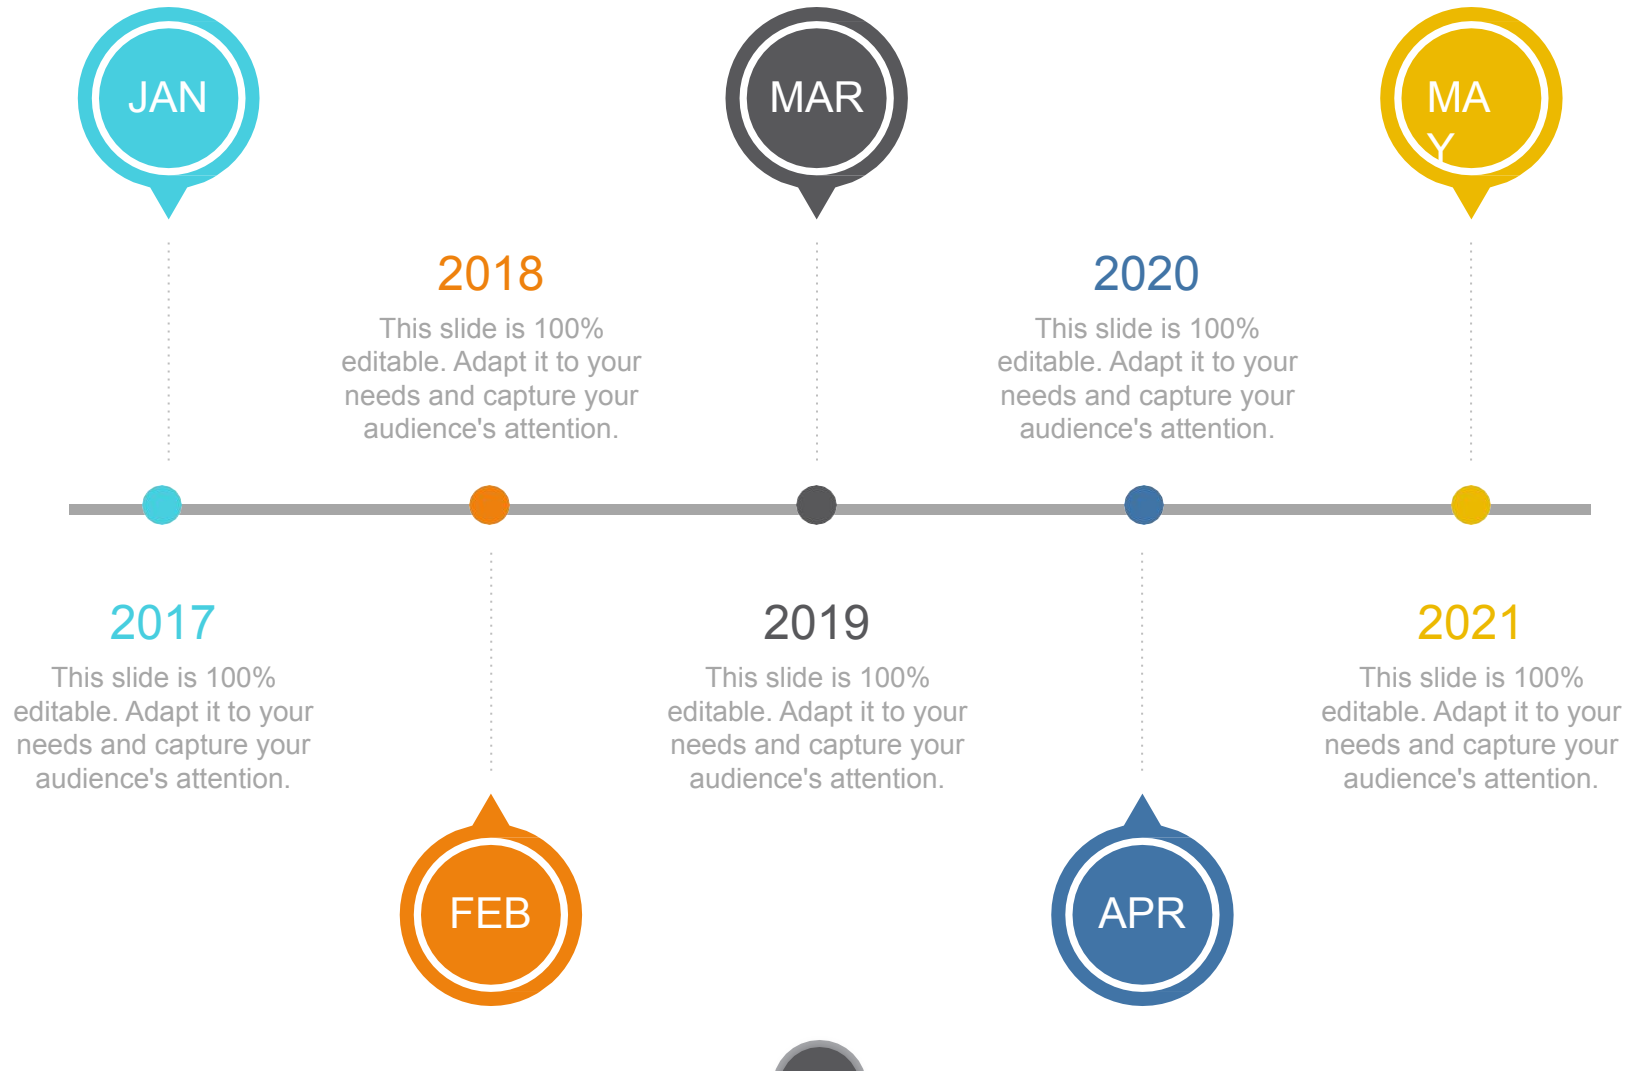 JAN
MAR
MA
Y
2018
This slide is 100%
editable. Adapt it to your
needs and capture your
audience's attention.
2020
This slide is 100%
editable. Adapt it to your
needs and capture your
audience's attention.
2017
This slide is 100%
editable. Adapt it to your
needs and capture your
audience's attention.
2019
This slide is 100%
editable. Adapt it to your
needs and capture your
audience's attention.
2021
This slide is 100%
editable. Adapt it to your
needs and capture your
audience's attention.
FEB
APR